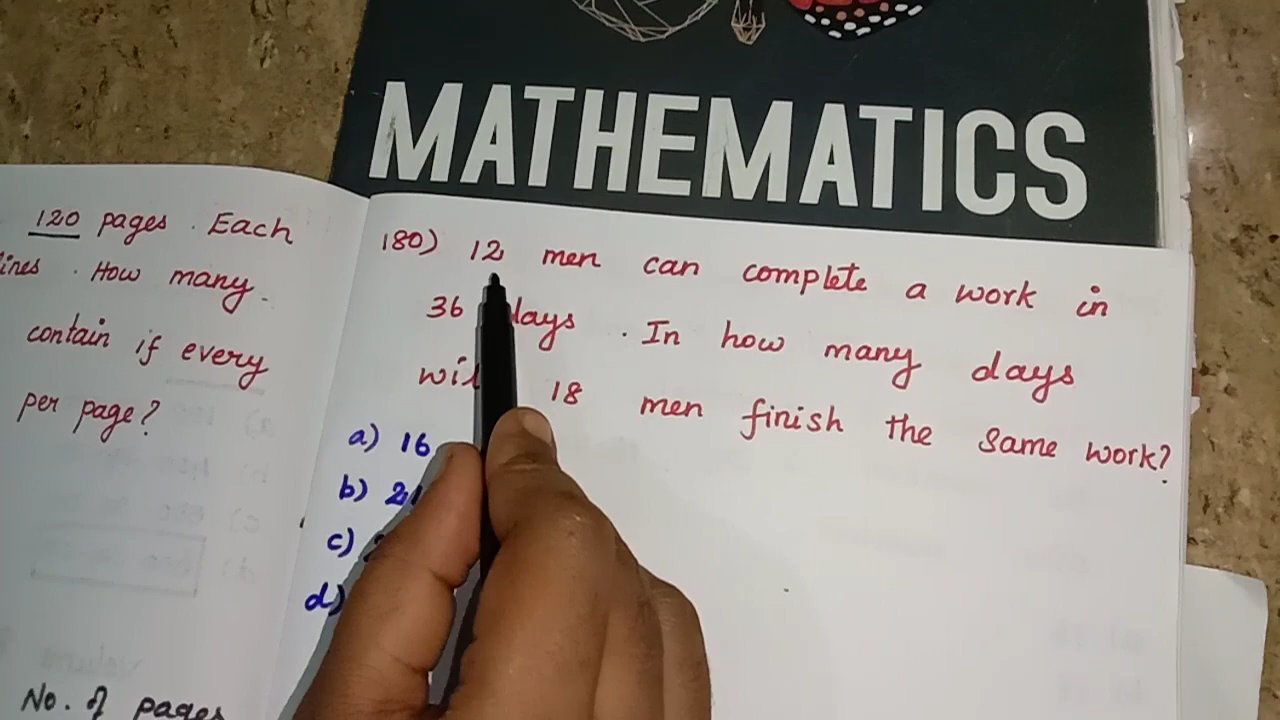 MATHEMATICS
120 pages. Each
lines. How many
contain if every
per page?
No. of pages
180) 12 men can complete a work in
36 days. In how many days
will 18 men finish the same work?
a) 16
b)
c)
d)